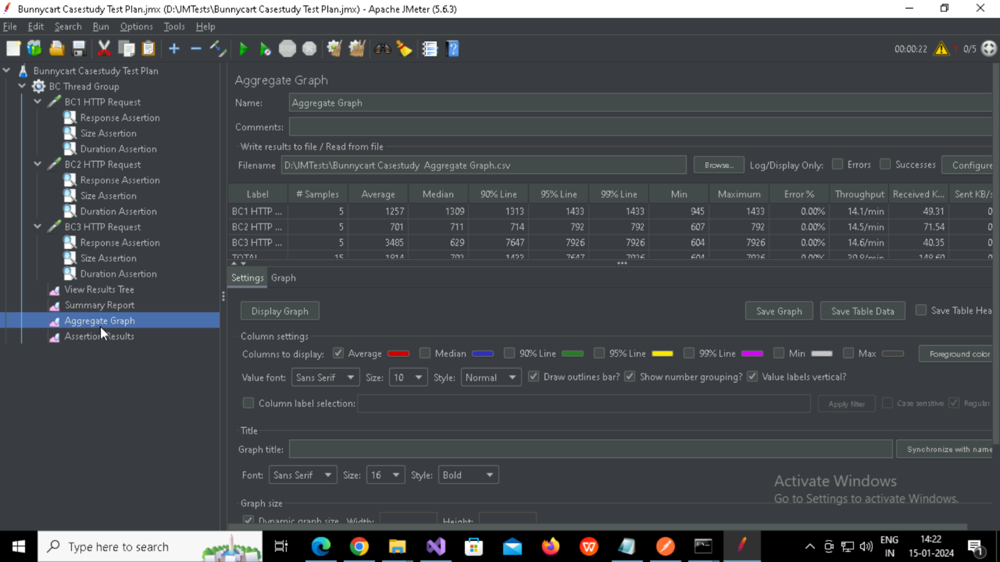 Bunnycart Casestudy Test Plan.jmx (D:\JMTests\Bunnycart Casestudy Test Plan.jmx) - Apache JMeter (5.6.3)
File Edit Search Run Options Tools Help
STOP
00:00:22 1 0/5
Bunnycart Casestudy Test Plan
BC Thread Group
BC1 HTTP Request
Response Assertion
Size Assertion
Duration Assertion
BC2 HTTP Request
Response Assertion
Size Assertion
Duration Assertion
BC3 HTTP Request
Response Assertion
Size Assertion
Duration Assertion
View Results Tree
Summary Report
Aggregate Graph
Assertion Results
Aggregate Graph
Name: Aggregate Graph
Comments:
Write results to file / Read from file
Filename D:\JMTests\Bunnycart Casestudy Aggregate Graph.csv Browse... Log/Display Only: Errors Successes Configure
Label # Samples Average Median 90% Line 95% Line 99% Line Min Maximum Error % Throughput Received K... Sent KB/s
BC1 HTTP ... 5 1257 1309 1313 1433 1433 945 1433 0.00% 14.1/min 49.31 0
BC2 HTTP ... 5 701 711 714 792 792 607 792 0.00% 14.5/min 71.54 0
BC3 HTTP ... 5 3485 629 7647 7926 7926 604 7926 0.00% 14.6/min 40.35 0
TOTAL 15 1814 702 1433 7647 7926 604 7926 0.00% 39.8/min 148.60 0
Settings Graph
Display Graph Save Graph Save Table Data Save Table Hea
Column settings
Columns to display: Average Median 90% Line 95% Line 99% Line Min Max Foreground color
Value font: Sans Serif Size: 10 Style: Normal Draw outlines bar? Show number grouping? Value labels vertical?
Column label selection: Apply filter Case sensitive Regular
Title
Graph title: Synchronize with name
Font: Sans Serif Size: 16 Style: Bold
Graph size
Dynamic graph size Width: Height:
Activate Windows
Go to Settings to activate Windows.
Type here to search
ENG
IN
14:22
15-01-2024
1